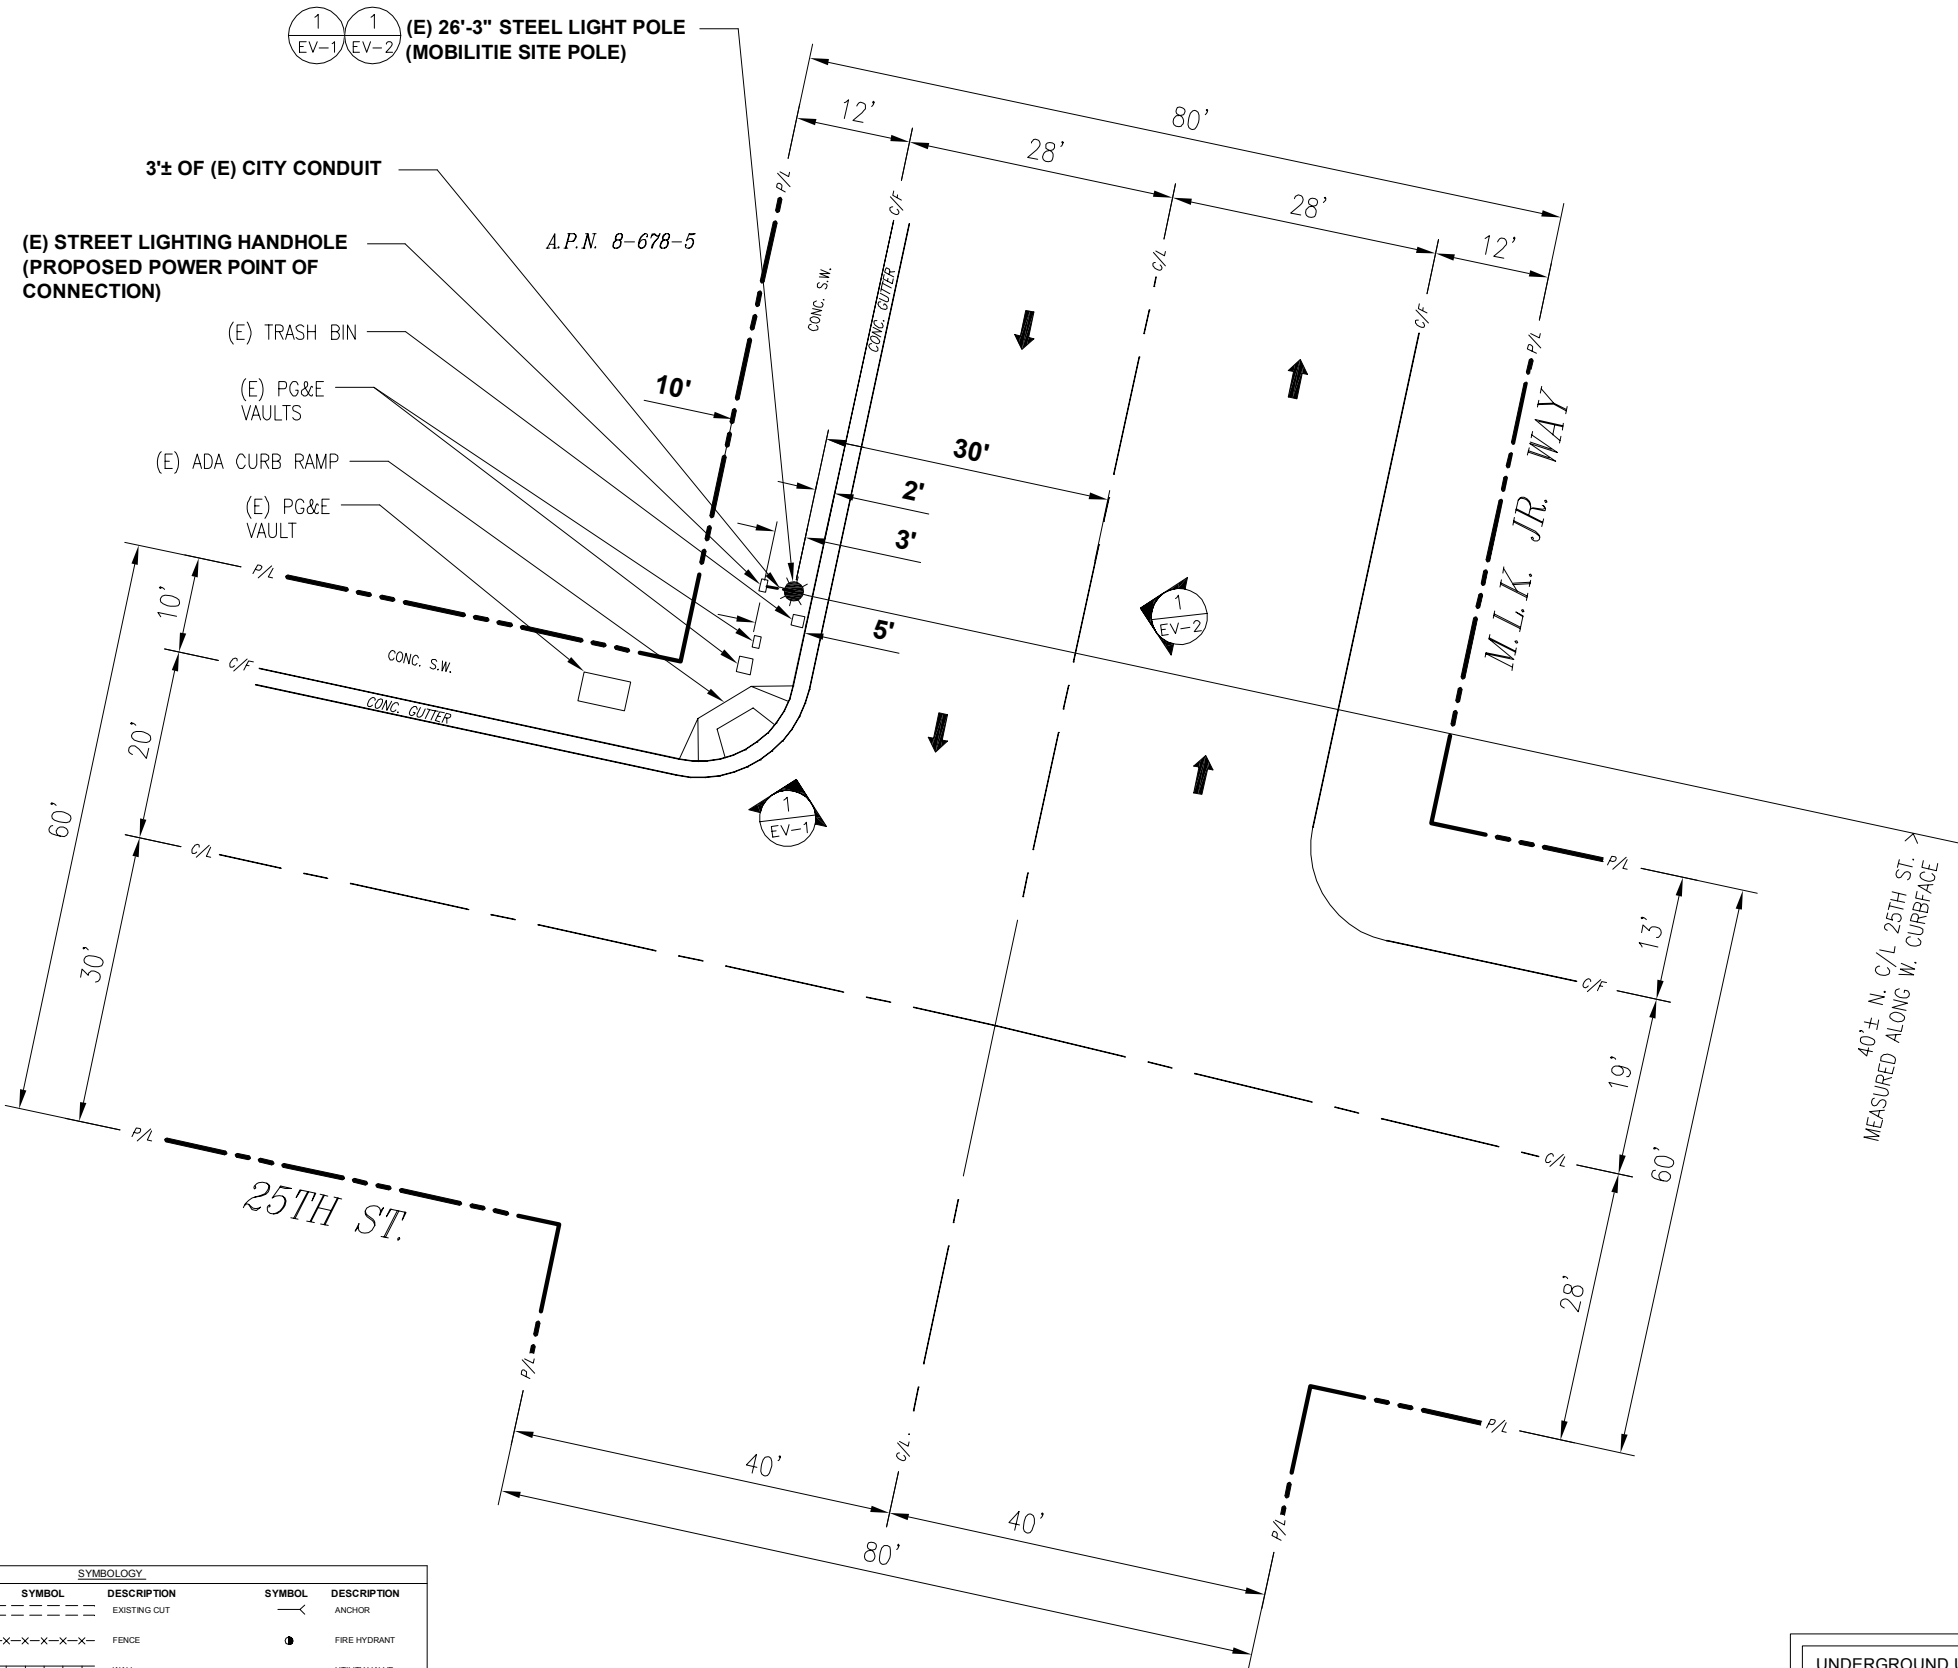 1
EV-1
1
EV-2
(E) 26'-3" STEEL LIGHT POLE
(MOBILITIE SITE POLE)
80'
12'
28'
28'
12'
3'± OF (E) CITY CONDUIT
P/L
C/F
C/L
C/F
P/L
(E) STREET LIGHTING HANDHOLE
(PROPOSED POWER POINT OF
CONNECTION)
A.P.N. 8-678-5
CONC. S.W.
CONC. GUTTER
(E) TRASH BIN
(E) PG&E
VAULTS
10'
(E) ADA CURB RAMP
(E) PG&E
VAULT
30'
2'
3'
5'
M.L.K. JR. WAY
1
EV-2
P/L
10'
C/F
CONC. S.W.
CONC. GUTTER
20'
60'
C/L
30'
1
EV-1
P/L
13'
C/F
19'
60'
C/L
28'
P/L
40'± N. C/L 25TH ST. >
MEASURED ALONG W. CURBFACE
P/L
25TH ST.
P/L
C/L
P/L
40'
40'
80'
SYMBOLOGY
SYMBOL DESCRIPTION SYMBOL DESCRIPTION
EXISTING CUT ANCHOR
FENCE FIRE HYDRANT